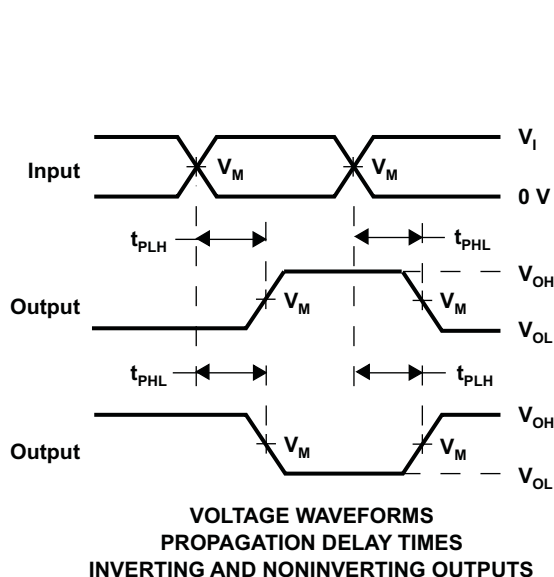 V_I
Input
V_M
V_M
0 V
t_PLH
t_PHL
V_OH
Output
V_M
V_M
V_OL
t_PHL
t_PLH
V_OH
Output
V_M
V_M
V_OL
VOLTAGE WAVEFORMS
PROPAGATION DELAY TIMES
INVERTING AND NONINVERTING OUTPUTS